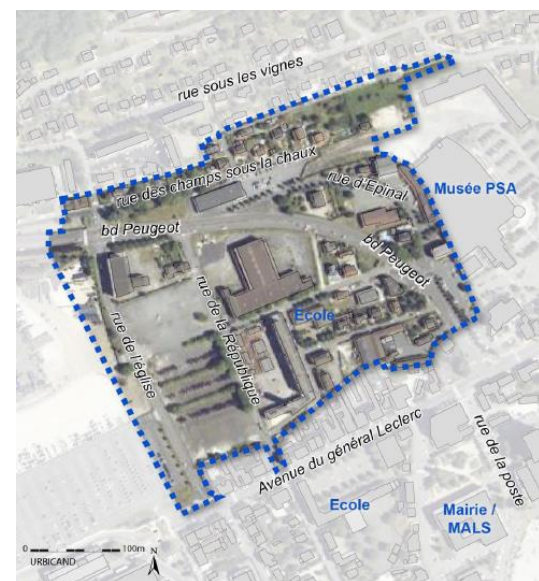 rue sous les vignes
rue des champs sous la chaux
rue d'Epinal
Musée PSA
bd Peugeot
bd Peugeot
rue de la République
rue de l'église
Ecole
Avenue du général Leclerc
rue de la poste
Ecole
Mairie /
MALS
0 100m N
URBICAND